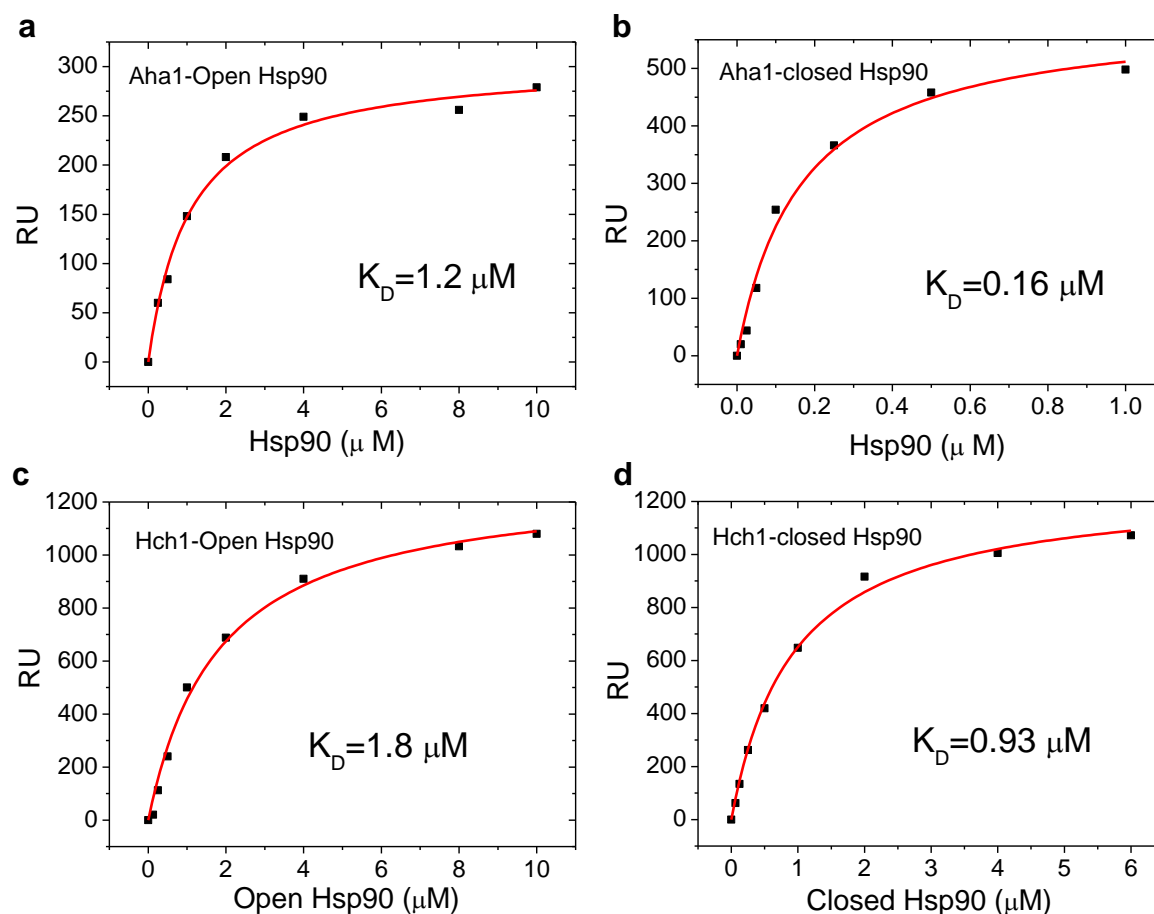 a
300
250
200
150
100
50
0
RU
Aha1-Open Hsp90
K_D=1.2 μM
0 2 4 6 8 10
Hsp90 (μ M)
b
500
400
300
200
100
0
RU
Aha1-closed Hsp90
K_D=0.16 μM
0.0 0.2 0.4 0.6 0.8 1.0
Hsp90 (μ M)
c
1200
1000
800
600
400
200
0
RU
Hch1-Open Hsp90
K_D=1.8 μM
0 2 4 6 8 10
Open Hsp90 (μM)
d
1200
1000
800
600
400
200
0
RU
Hch1-closed Hsp90
K_D=0.93 μM
0 1 2 3 4 5 6
Closed Hsp90 (μM)